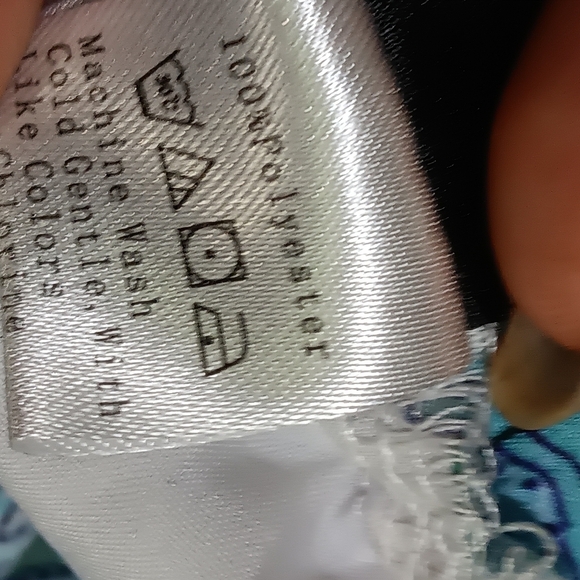 100%Polyester
Machine Wash
Cold Gentle, With
Like Colors